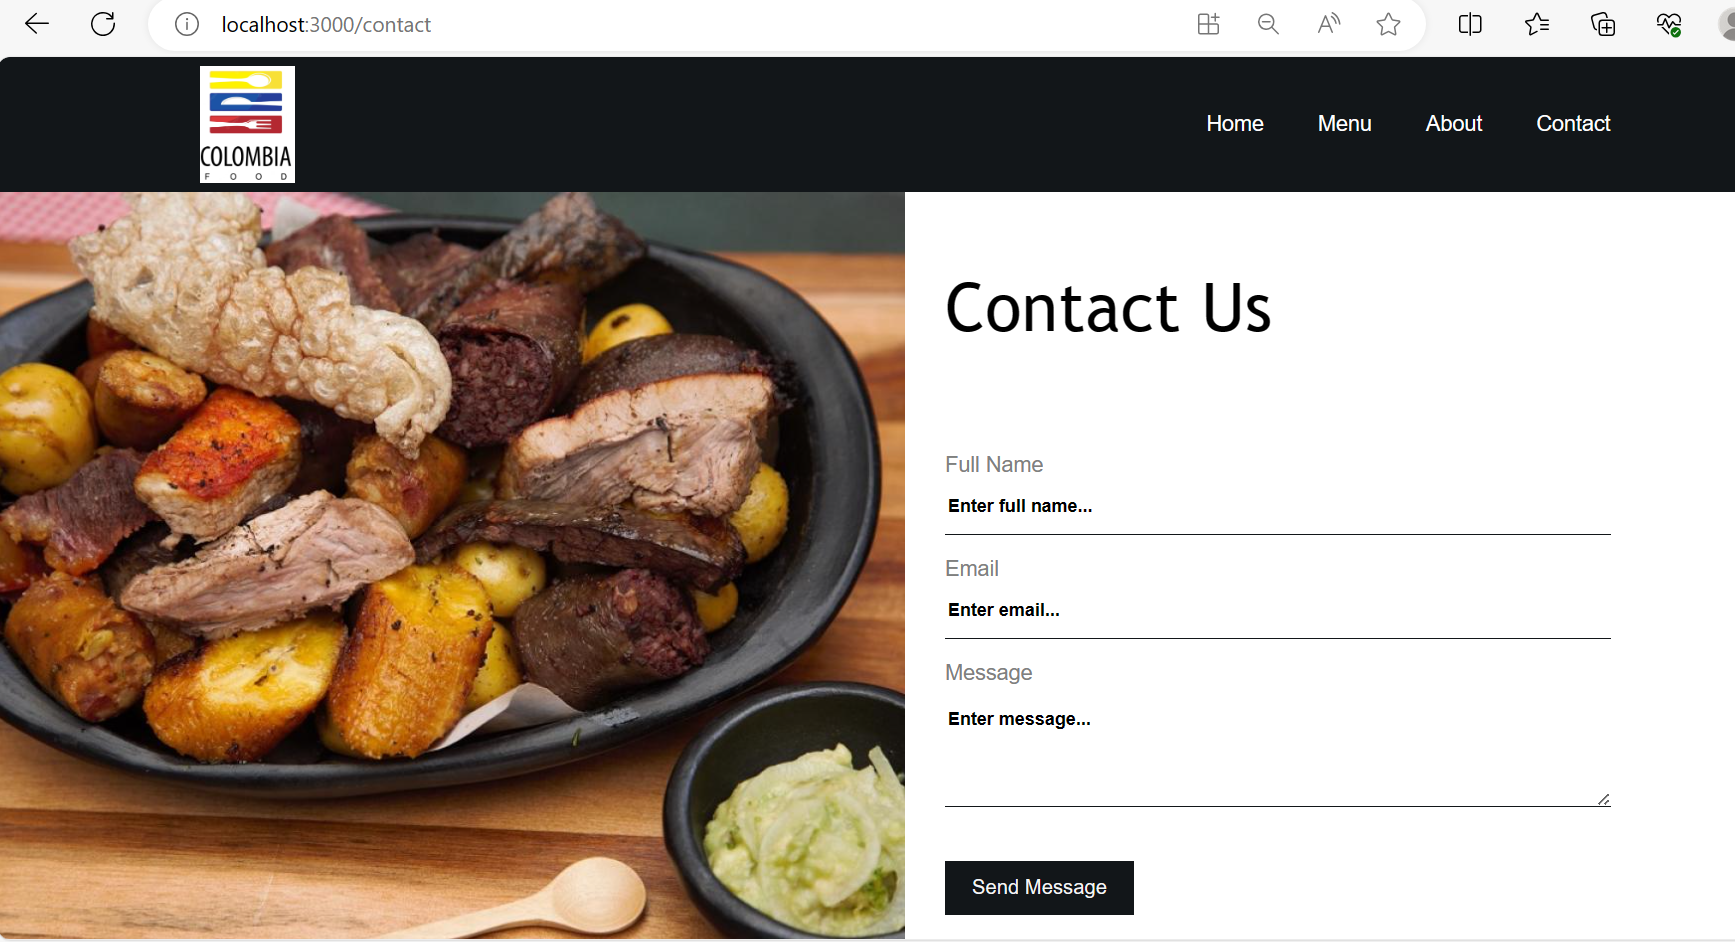 localhost:3000/contact
COLOMBIA
FOOD
Home Menu About Contact
Contact Us
Full Name
Enter full name...
Email
Enter email...
Message
Enter message...
Send Message